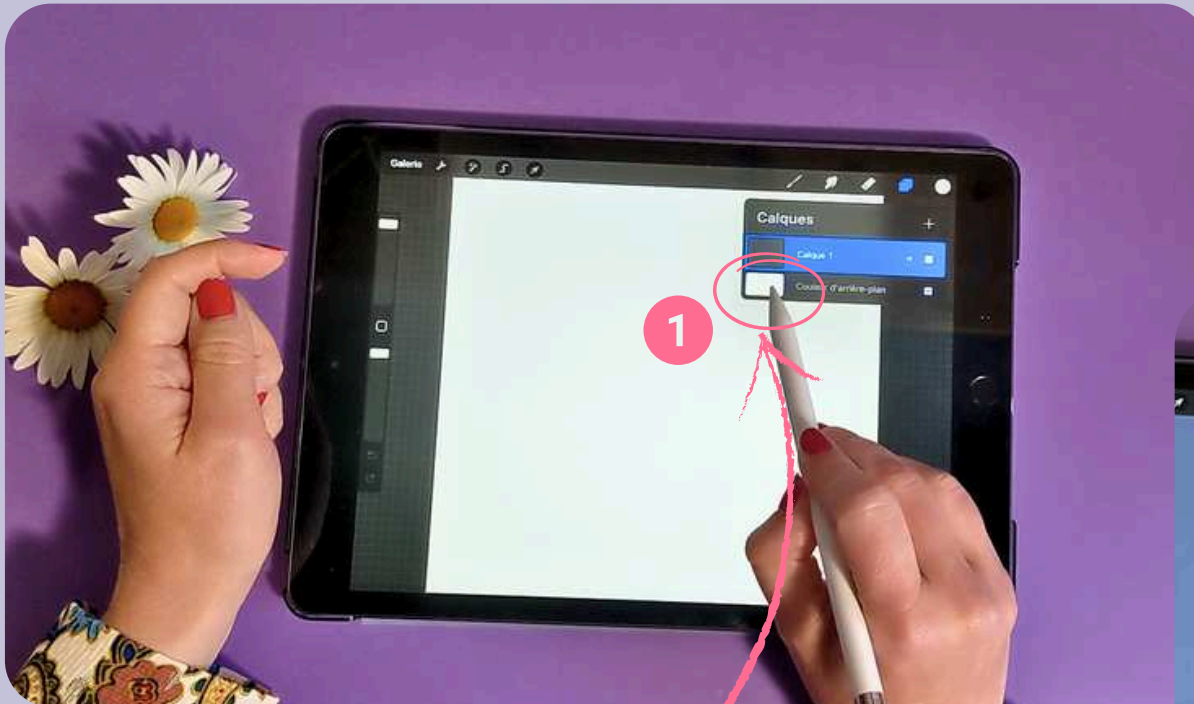 Galerie
Calques
Calque 1
Couleur d'arrière-plan
1